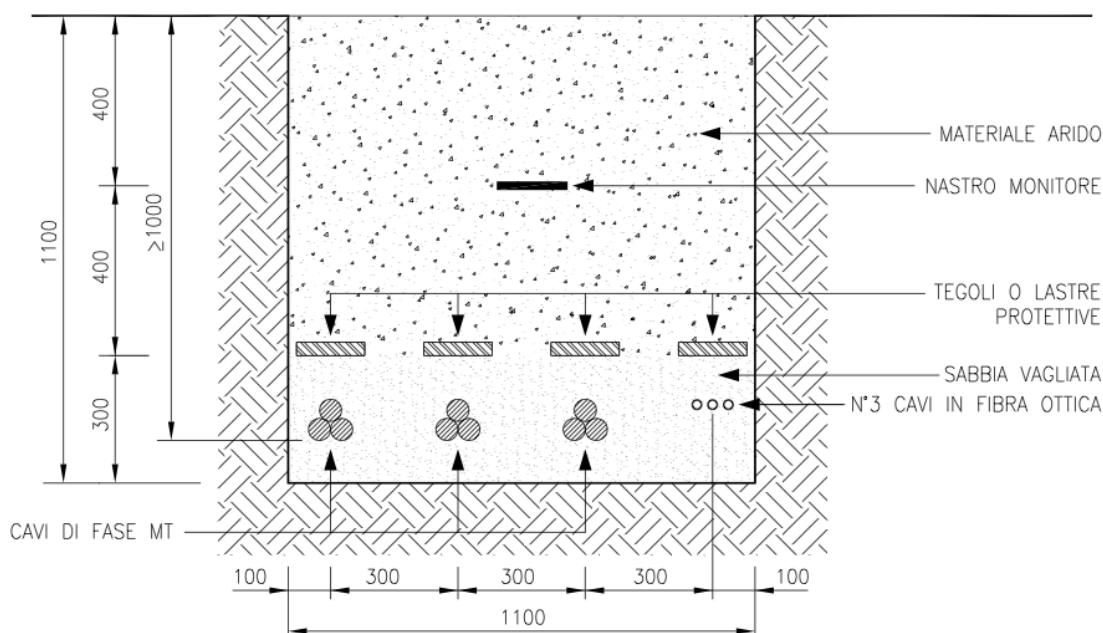 400
MATERIALE ARIDO
NASTRO MONITORE
1100
≥1000
400
TEGOLI O LASTRE
PROTETTIVE
SABBIA VAGLIATA
N°3 CAVI IN FIBRA OTTICA
300
CAVI DI FASE MT
100 300 300 300 100
1100